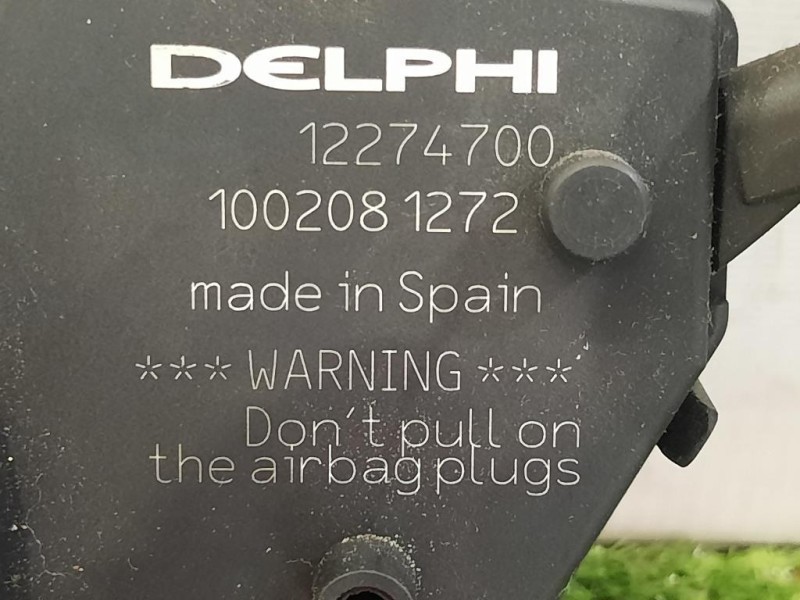 DELPHI
12274700
100208 1272
made in Spain
*** WARNING ***
Don't pull on
the airbag plugs